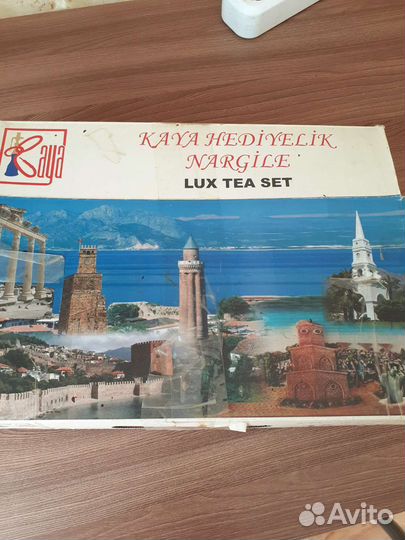 Kaya
KAYA HEDİYELİK
NARGİLE
LUX TEA SET
Avito